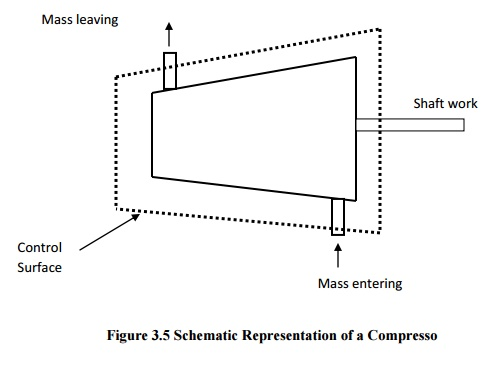 Mass leaving
Shaft work
Control
Surface
Mass entering
Figure 3.5 Schematic Representation of a Compresso